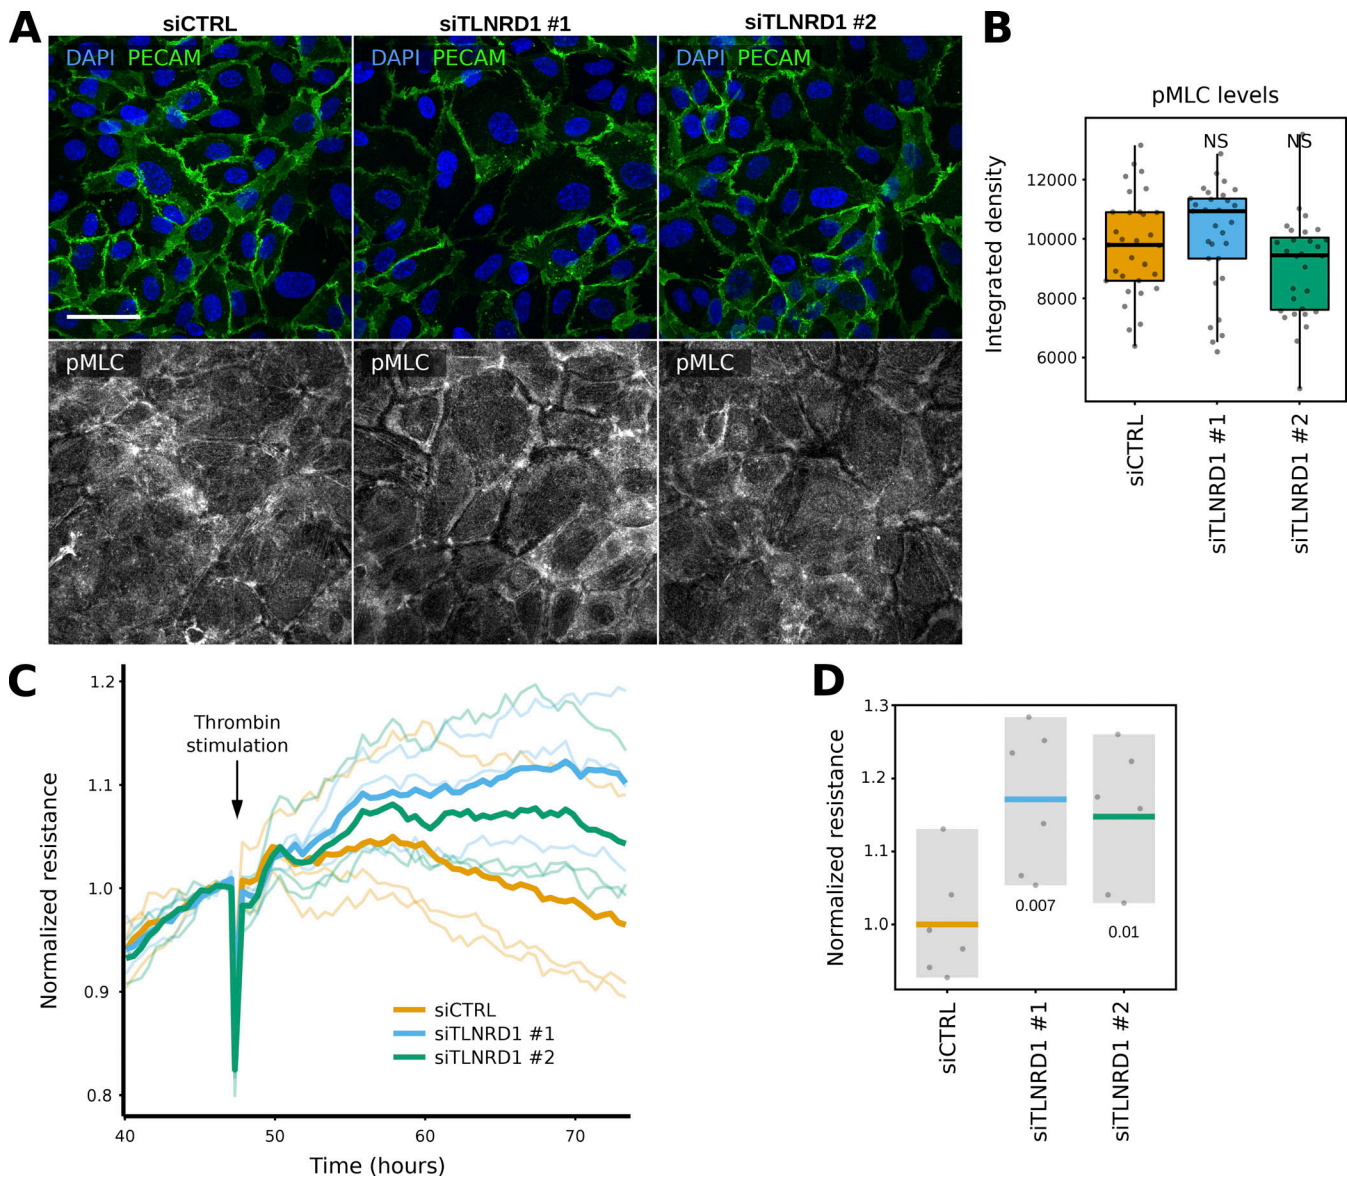 A
siCTRL
siTLNRD1 #1
siTLNRD1 #2
DAPI PECAM
DAPI PECAM
DAPI PECAM
pMLC
pMLC
pMLC
B
pMLC levels
Integrated density
12000
10000
8000
6000
NS
NS
siCTRL
siTLNRD1 #1
siTLNRD1 #2
C
Normalized resistance
1.2
1.1
1.0
0.9
0.8
Thrombin
stimulation
siCTRL
siTLNRD1 #1
siTLNRD1 #2
40
50
60
70
Time (hours)
D
Normalized resistance
1.3
1.2
1.1
1.0
0.007
0.01
siCTRL
siTLNRD1 #1
siTLNRD1 #2